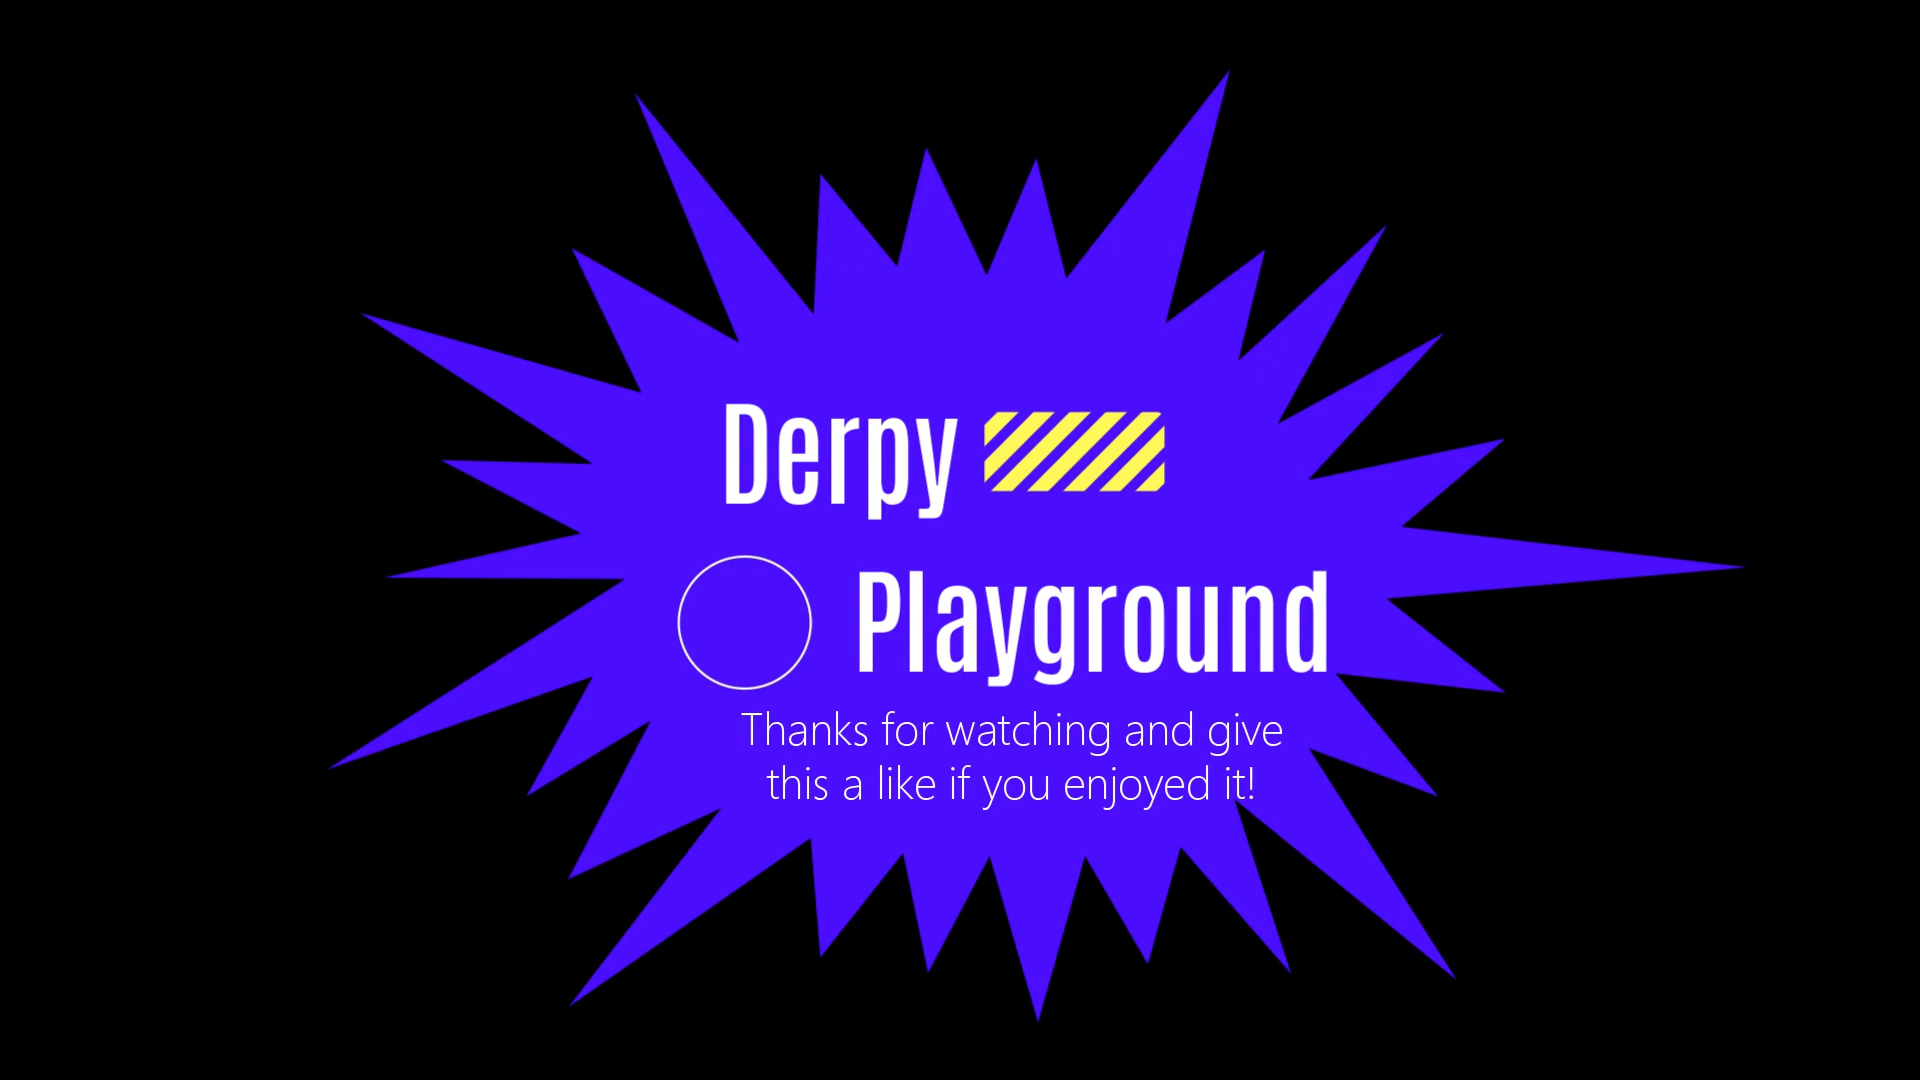 Derpy
Playground
Thanks for watching and give
this a like if you enjoyed it!